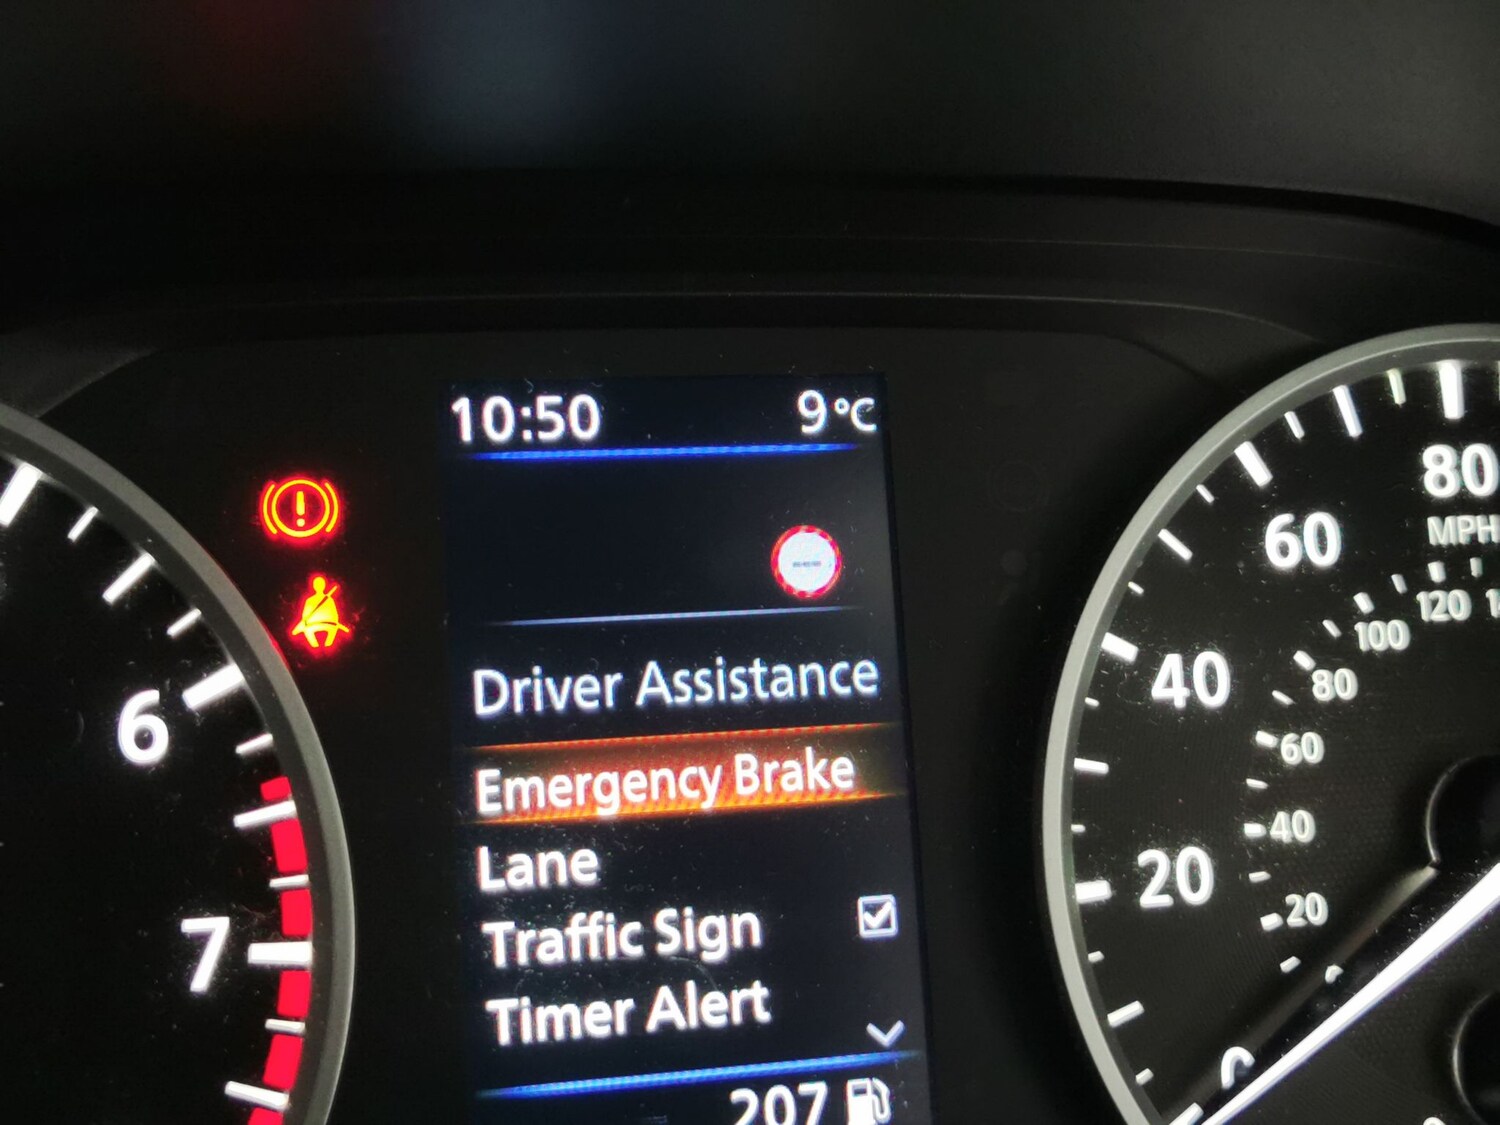 10:50 9°C
---
Driver Assistance
Emergency Brake
Lane
Traffic Sign
Timer Alert
207
6
7
80
MPH
60
40
20
0
120
100
80
60
40
20